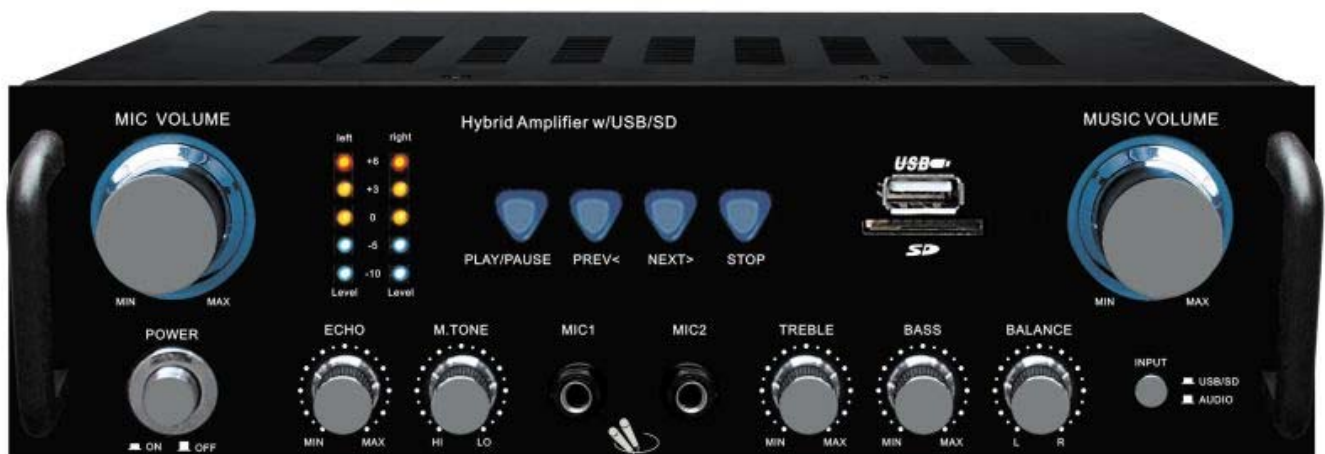 MIC VOLUME
left right
Hybrid Amplifier w/USB/SD
MUSIC VOLUME
+6
+3
0
-5
-10
Level Level
USB
SD
PLAY/PAUSE PREV< NEXT> STOP
MIN MAX
MIN MAX
POWER
ECHO
M.TONE
MIC1
MIC2
TREBLE
BASS
BALANCE
INPUT
USB/SD
AUDIO
MIN MAX
HI LO
MIN MAX
MIN MAX
L R
ON OFF